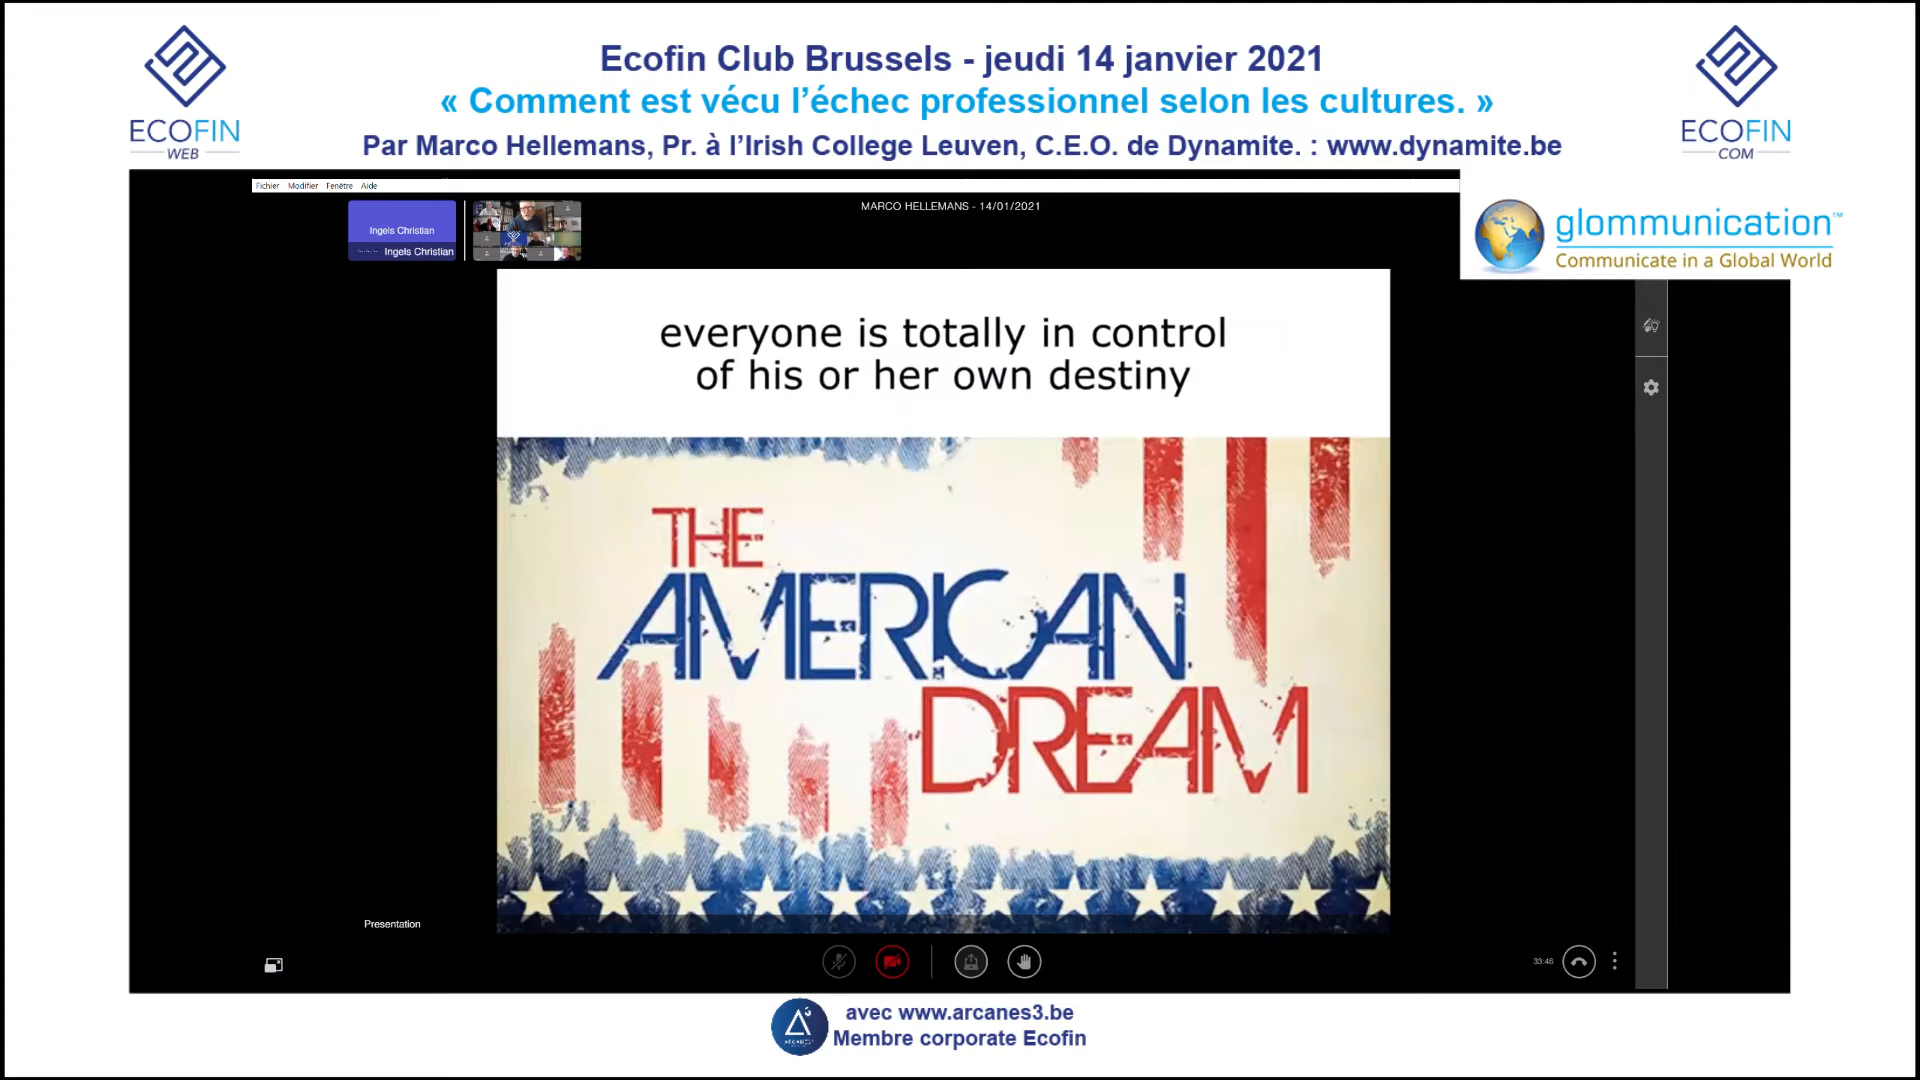 Ecofin Club Brussels - jeudi 14 janvier 2021
« Comment est vécu l’échec professionnel selon les cultures. »
Par Marco Hellemans, Pr. à l’Irish College Leuven, C.E.O. de Dynamite. : www.dynamite.be
ECOFIN
WEB
ECOFIN
COM
Fichier Modifier Fenêtre Aide
MARCO HELLEMANS - 14/01/2021
Ingels Christian
Ingels Christian
glommunication™
Communicate in a Global World
everyone is totally in control
of his or her own destiny
THE
AMERICAN
DREAM
Presentation
33:46
avec www.arcanes3.be
Membre corporate Ecofin